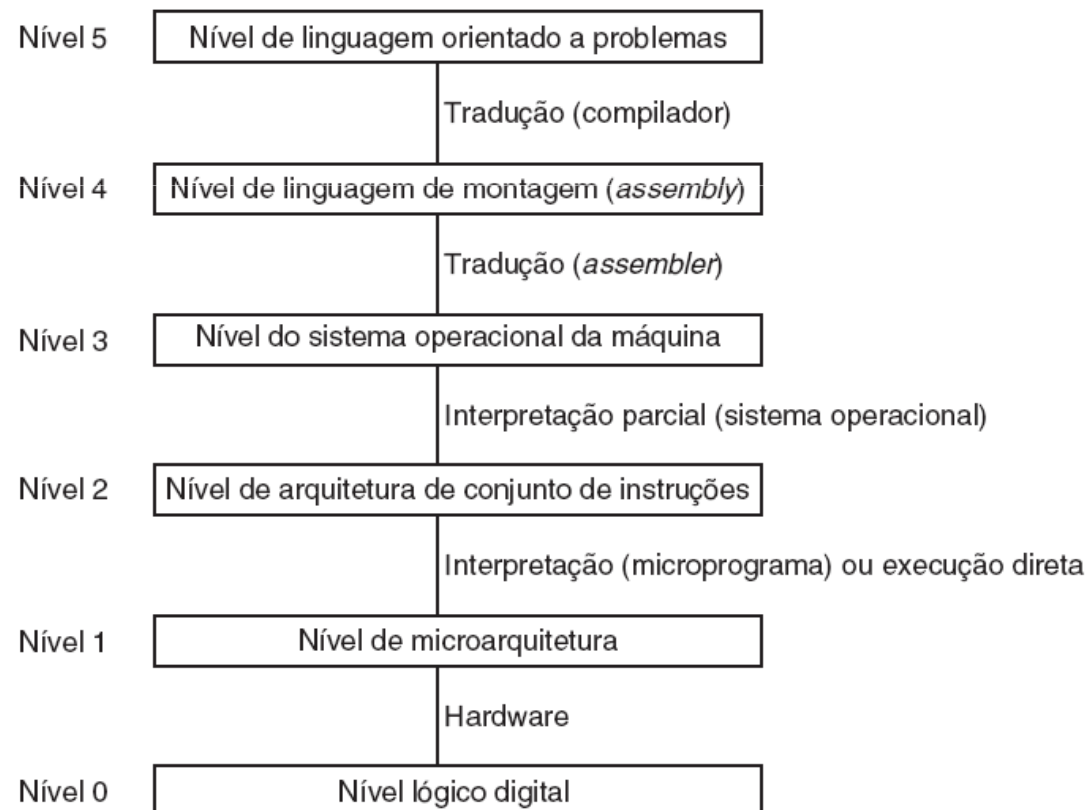 Nível 5 Nível de linguagem orientado a problemas
Tradução (compilador)
Nível 4 Nível de linguagem de montagem (assembly)
Tradução (assembler)
Nível 3 Nível do sistema operacional da máquina
Interpretação parcial (sistema operacional)
Nível 2 Nível de arquitetura de conjunto de instruções
Interpretação (microprograma) ou execução direta
Nível 1 Nível de microarquitetura
Hardware
Nível 0 Nível lógico digital